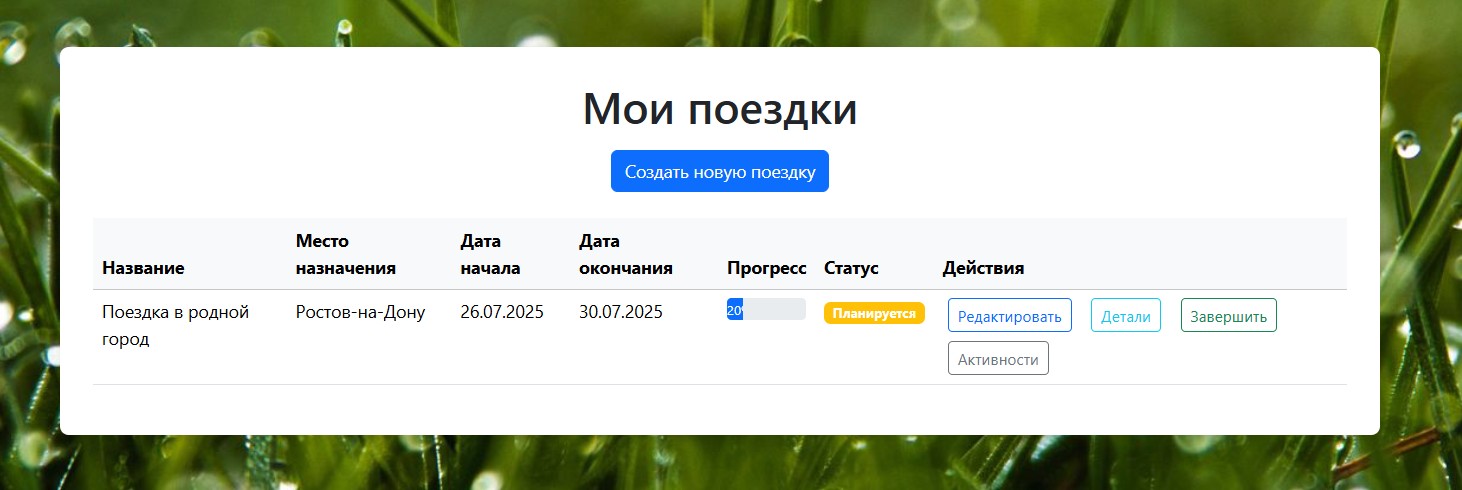 Мои поездки
Создать новую поездку
Название Место назначения Дата начала Дата окончания Прогресс Статус Действия
Поездка в родной город Ростов-на-Дону 26.07.2025 30.07.2025 20 Планируется Редактировать Детали Завершить
Активности